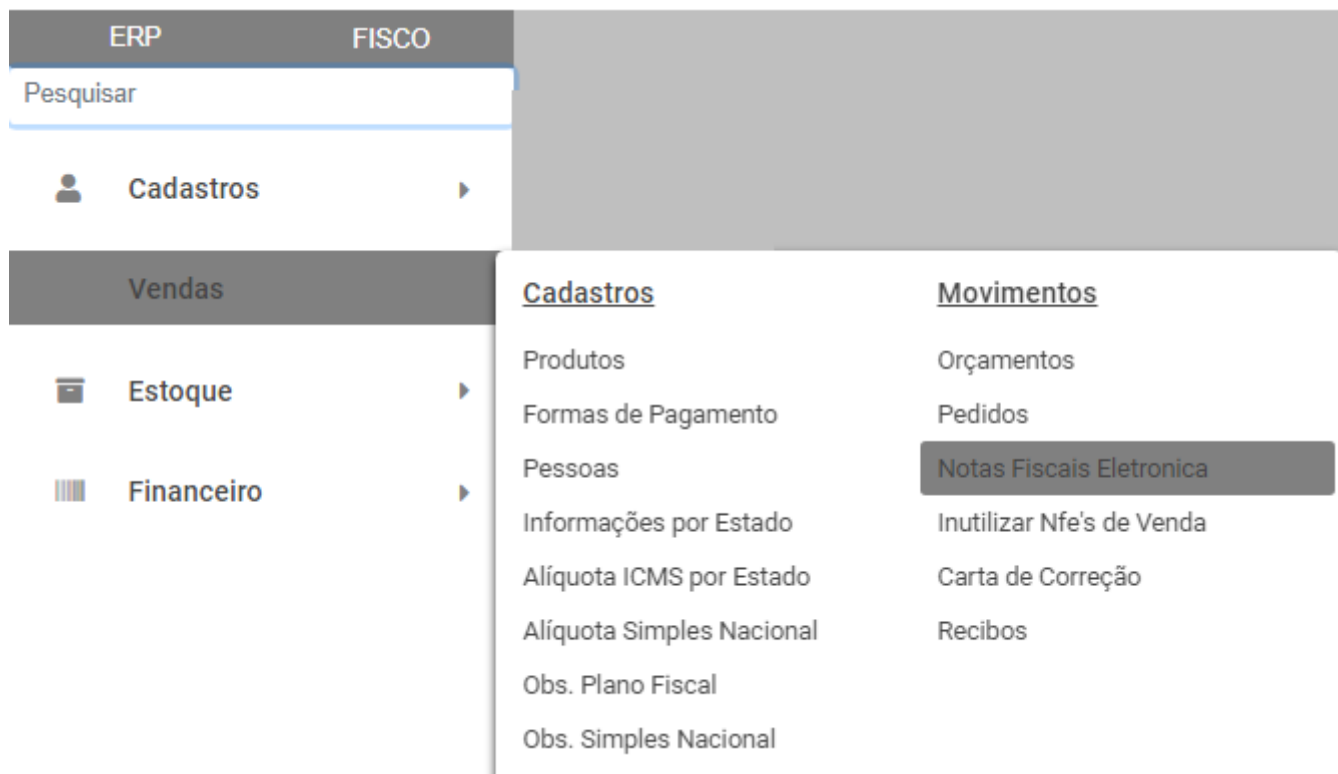 ERP FISCO
Pesquisar
Cadastros
Vendas
Estoque
Financeiro
Cadastros
Produtos
Formas de Pagamento
Pessoas
Informações por Estado
Alíquota ICMS por Estado
Alíquota Simples Nacional
Obs. Plano Fiscal
Obs. Simples Nacional
Movimentos
Orçamentos
Pedidos
Notas Fiscais Eletronica
Inutilizar Nfe's de Venda
Carta de Correção
Recibos